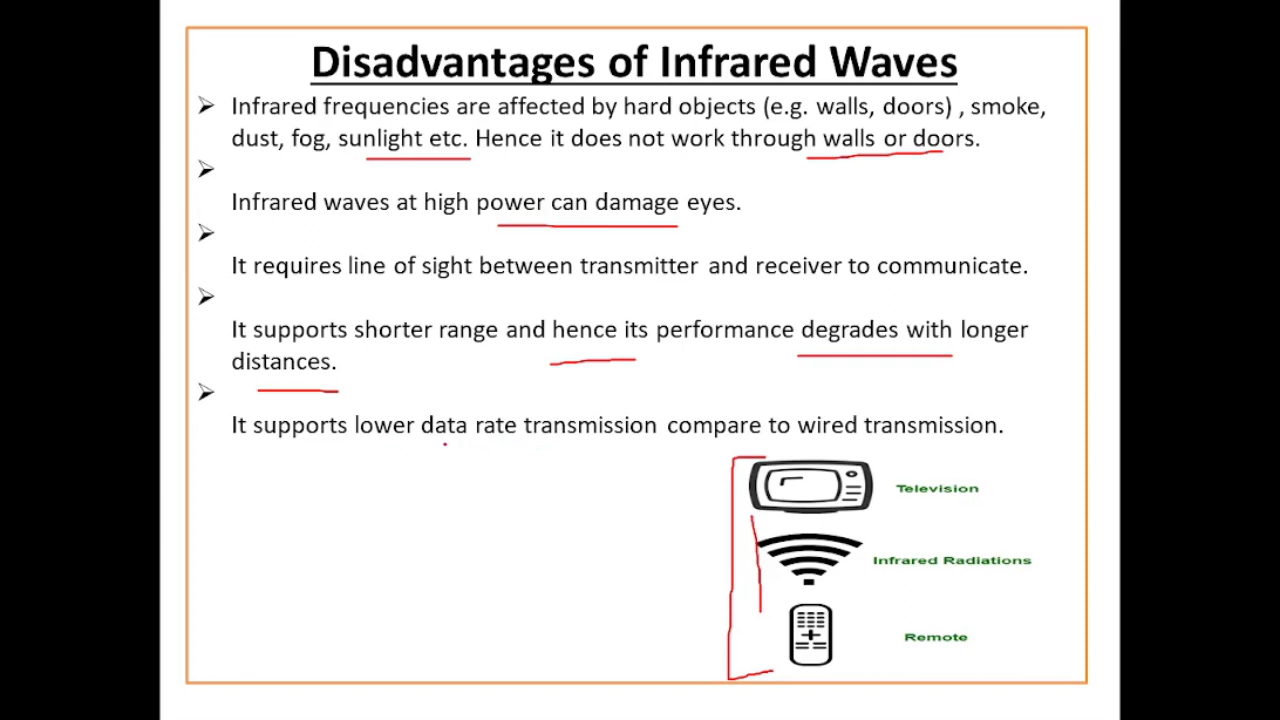 Disadvantages of Infrared Waves
➢ Infrared frequencies are affected by hard objects (e.g. walls, doors) , smoke,
dust, fog, sunlight etc. Hence it does not work through walls or doors.
➢
Infrared waves at high power can damage eyes.
➢
It requires line of sight between transmitter and receiver to communicate.
➢
It supports shorter range and hence its performance degrades with longer
distances.
➢
It supports lower data rate transmission compare to wired transmission.
Television
Infrared Radiations
Remote